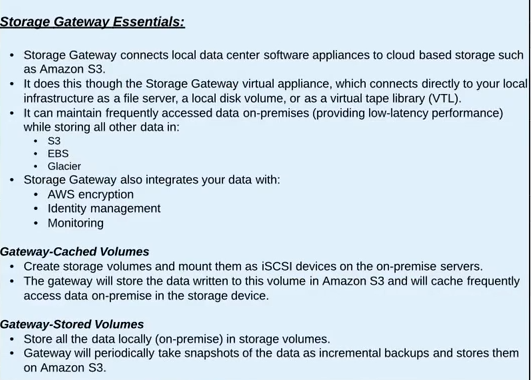 Storage Gateway Essentials:
• Storage Gateway connects local data center software appliances to cloud based storage such
as Amazon S3.
• It does this though the Storage Gateway virtual appliance, which connects directly to your local
infrastructure as a file server, a local disk volume, or as a virtual tape library (VTL).
• It can maintain frequently accessed data on-premises (providing low-latency performance)
while storing all other data in:
• S3
• EBS
• Glacier
• Storage Gateway also integrates your data with:
• AWS encryption
• Identity management
• Monitoring
Gateway-Cached Volumes
• Create storage volumes and mount them as iSCSI devices on the on-premise servers.
• The gateway will store the data written to this volume in Amazon S3 and will cache frequently
access data on-premise in the storage device.
Gateway-Stored Volumes
• Store all the data locally (on-premise) in storage volumes.
• Gateway will periodically take snapshots of the data as incremental backups and stores them
on Amazon S3.